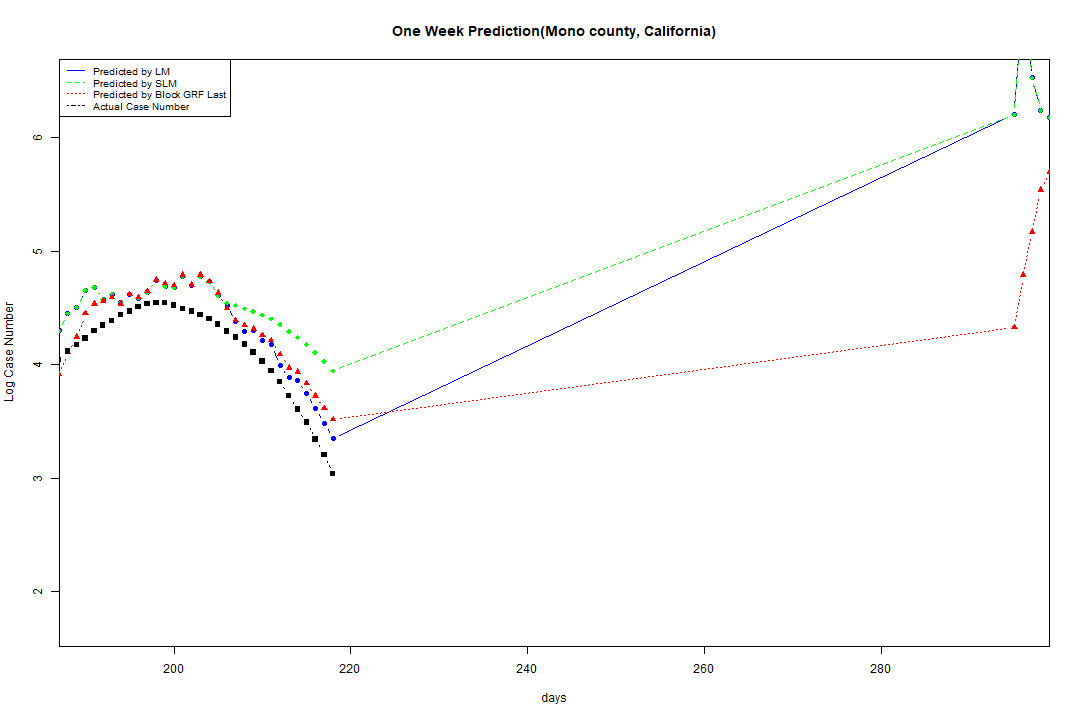 One Week Prediction(Mono county, California)
Predicted by LM
Predicted by SLM
Predicted by Block GRF Last
Actual Case Number
6
5
4
3
2
Log Case Number
200 220 240 260 280
days